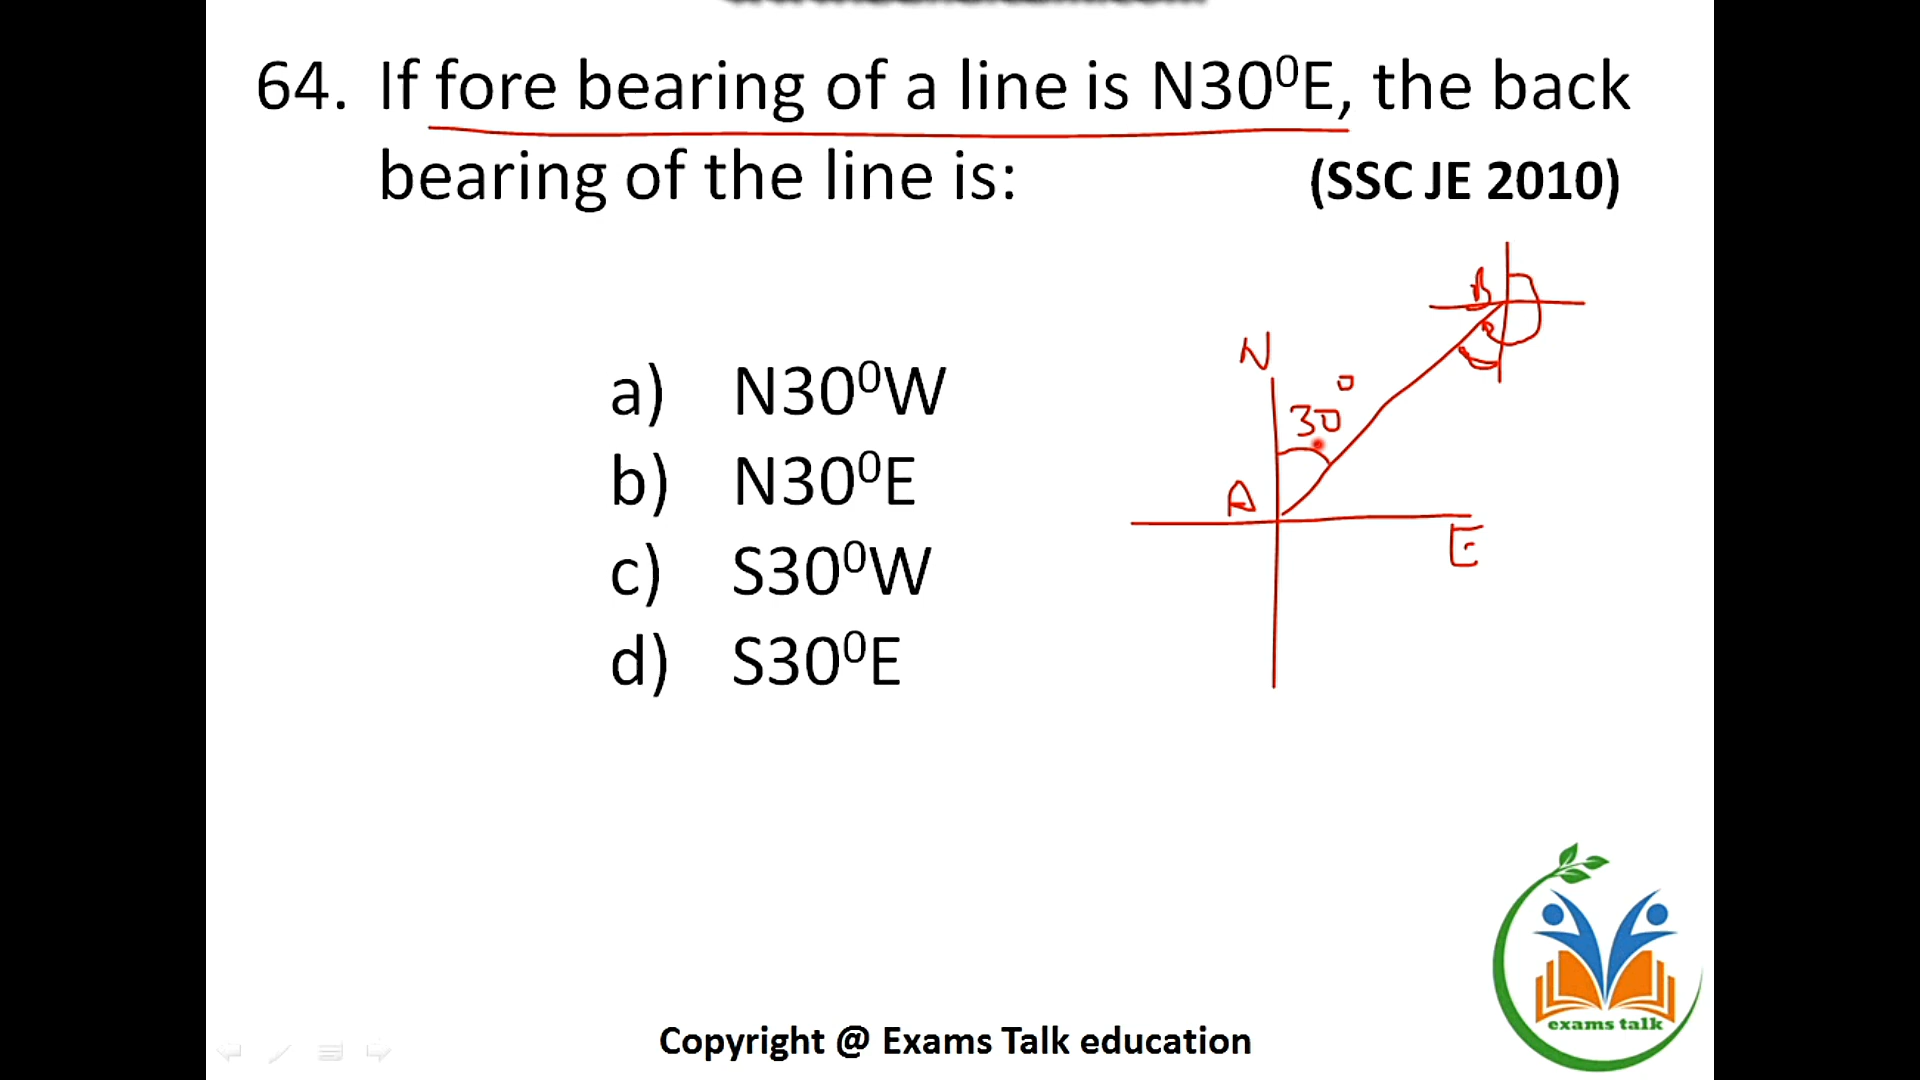 64. If fore bearing of a line is N30⁰E, the back
bearing of the line is: (SSC JE 2010)
a) N30⁰W
b) N30⁰E
c) S30⁰W
d) S30⁰E
B
N
30°
A
E
exams talk
Copyright @ Exams Talk education